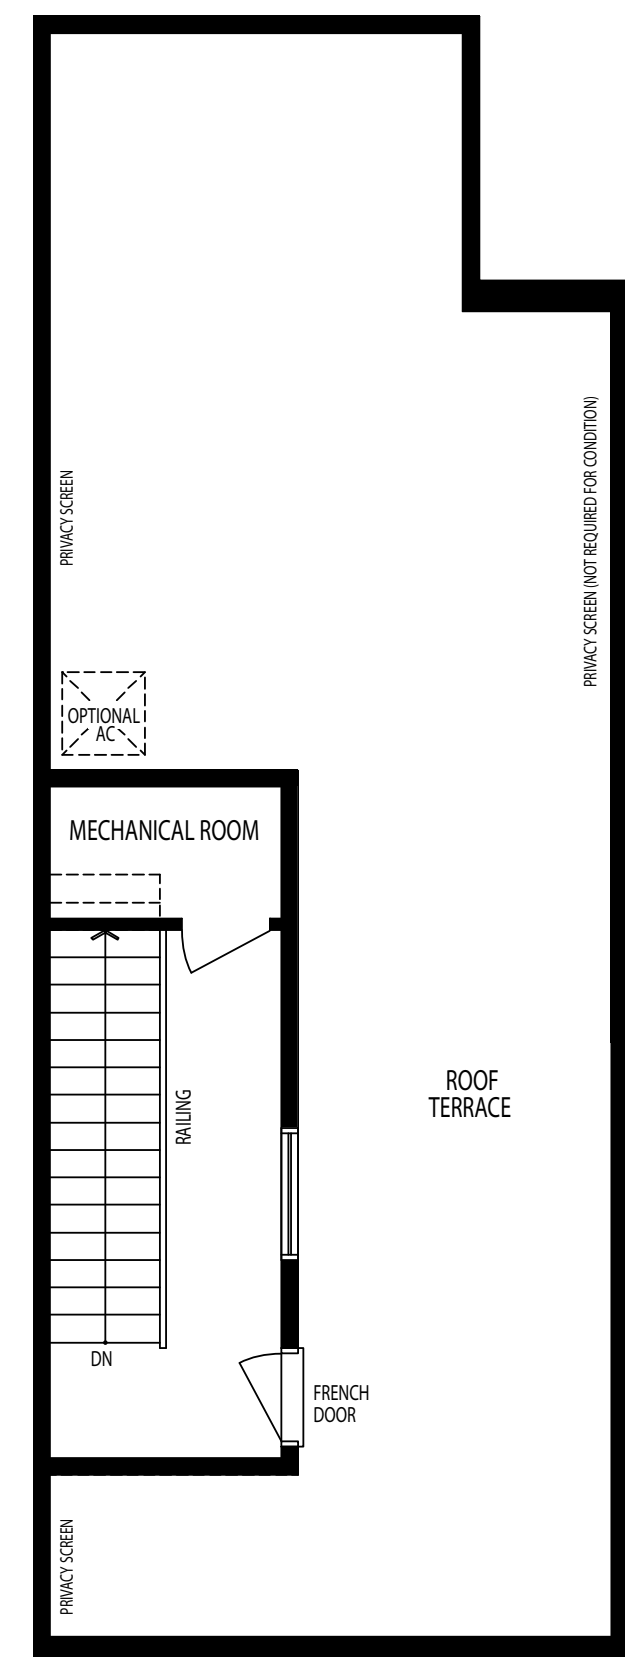 PRIVACY SCREEN (NOT REQUIRED FOR CONDITION)
PRIVACY SCREEN
OPTIONAL
AC
MECHANICAL ROOM
ROOF
TERRACE
RAILING
DN
FRENCH
DOOR
PRIVACY SCREEN